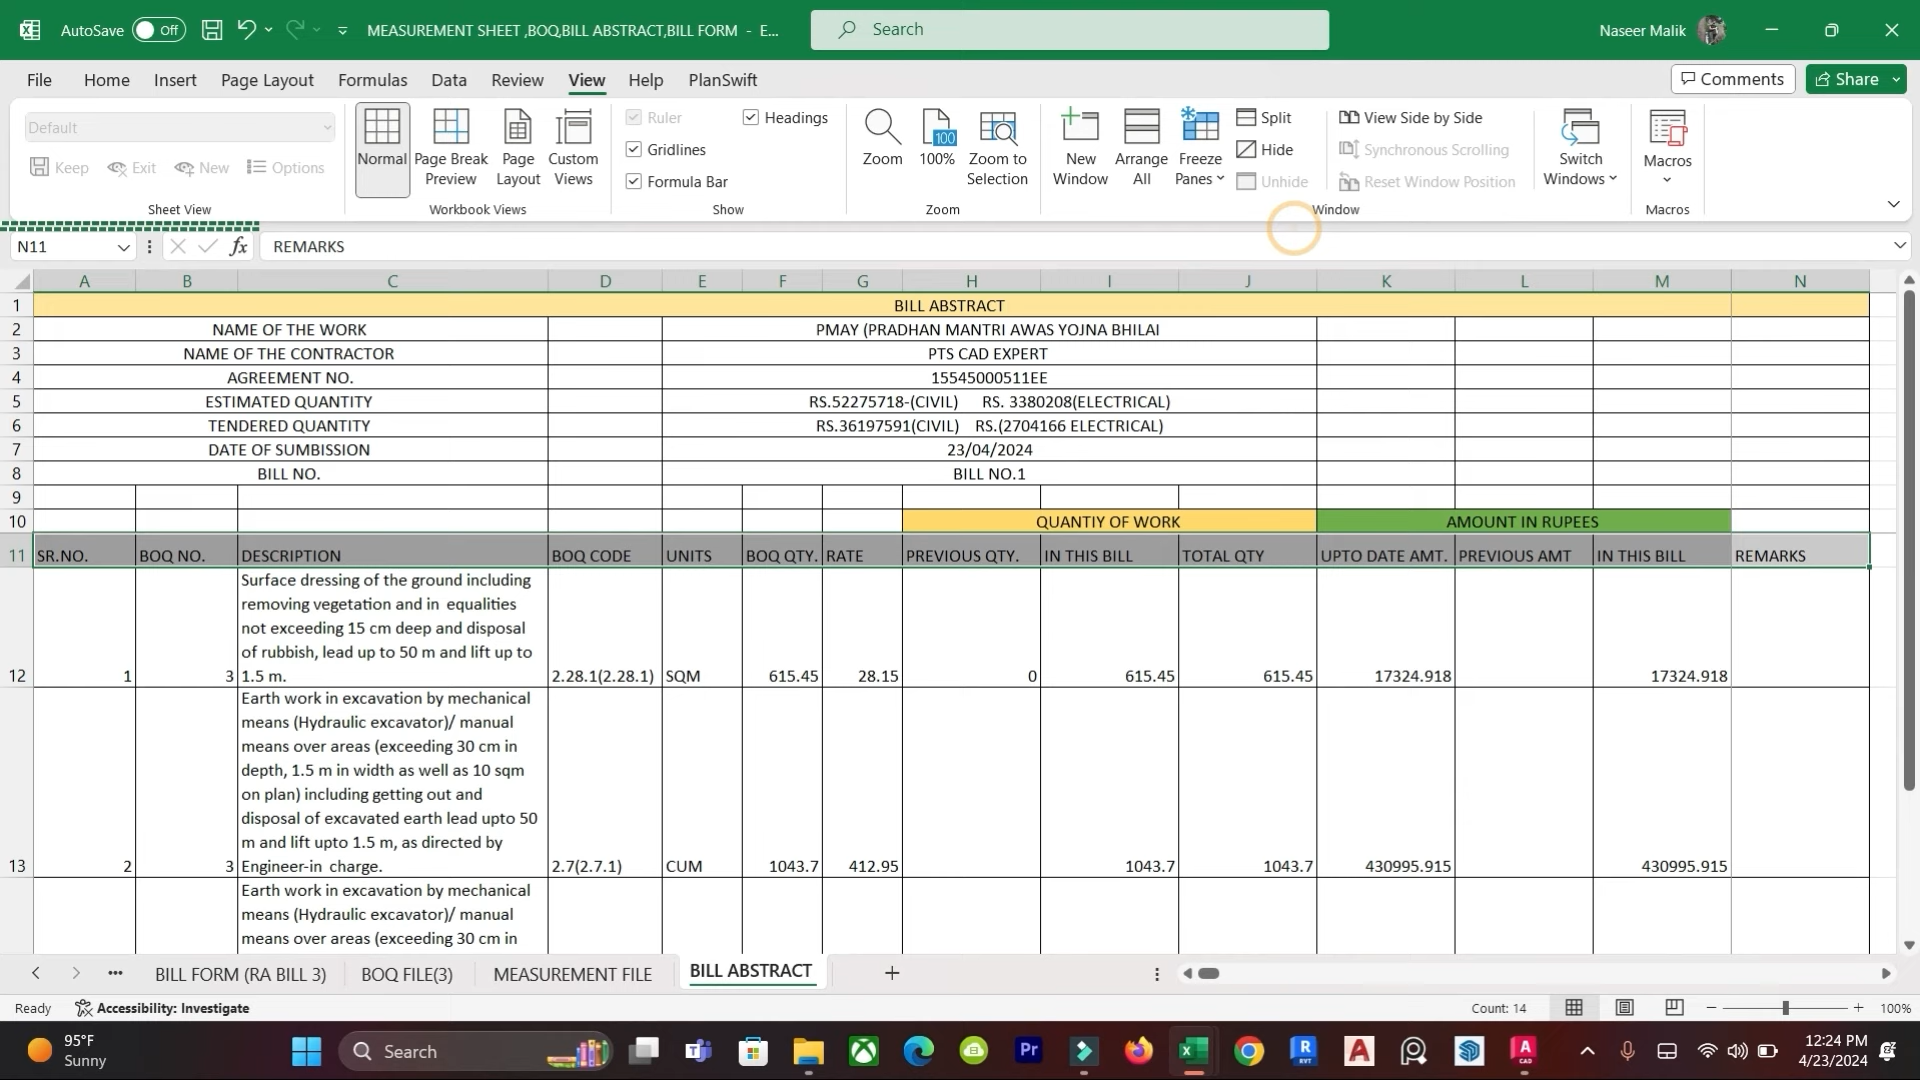 AutoSave Off MEASUREMENT SHEET ,BOQ,BILL ABSTRACT,BILL FORM - E... Search Naseer Malik
File Home Insert Page Layout Formulas Data Review View Help PlanSwift Comments Share
Default
Keep Exit New Options
Sheet View
Normal Page Break Preview Page Layout Custom Views
Workbook Views
Ruler Headings
Gridlines
Formula Bar
Show
Zoom 100 100% Zoom to Selection
Zoom
New Window Arrange All Freeze Panes
Split View Side by Side
Hide Synchronous Scrolling
Unhide Reset Window Position
Switch Windows
Window
Macros
Macros
N11 fx REMARKS
A B C D E F G H I J K L M N
1 BILL ABSTRACT
2 NAME OF THE WORK PMAY (PRADHAN MANTRI AWAS YOJNA BHILAI
3 NAME OF THE CONTRACTOR PTS CAD EXPERT
4 AGREEMENT NO. 15545000511EE
5 ESTIMATED QUANTITY RS.52275718-(CIVIL) RS. 3380208(ELECTRICAL)
6 TENDERED QUANTITY RS.36197591(CIVIL) RS.(2704166 ELECTRICAL)
7 DATE OF SUMBISSION 23/04/2024
8 BILL NO. BILL NO.1
9
10 QUANTIY OF WORK AMOUNT IN RUPEES
11 SR.NO. BOQ NO. DESCRIPTION BOQ CODE UNITS BOQ QTY. RATE PREVIOUS QTY. IN THIS BILL TOTAL QTY UPTO DATE AMT. PREVIOUS AMT IN THIS BILL REMARKS
Surface dressing of the ground including
removing vegetation and in equalities
not exceeding 15 cm deep and disposal
of rubbish, lead up to 50 m and lift up to
12 1 3 1.5 m. 2.28.1(2.28.1) SQM 615.45 28.15 0 615.45 615.45 17324.918 17324.918
Earth work in excavation by mechanical
means (Hydraulic excavator)/ manual
means over areas (exceeding 30 cm in
depth, 1.5 m in width as well as 10 sqm
on plan) including getting out and
disposal of excavated earth lead upto 50
m and lift upto 1.5 m, as directed by
13 2 3 Engineer-in charge. 2.7(2.7.1) CUM 1043.7 412.95 1043.7 1043.7 430995.915 430995.915
Earth work in excavation by mechanical
means (Hydraulic excavator)/ manual
means over areas (exceeding 30 cm in
BILL FORM (RA BILL 3) BOQ FILE(3) MEASUREMENT FILE BILL ABSTRACT
Ready Accessibility: Investigate Count: 14 100%
95°F
Sunny
Search
Pr
R
RVT
A
A
CAD
12:24 PM
4/23/2024